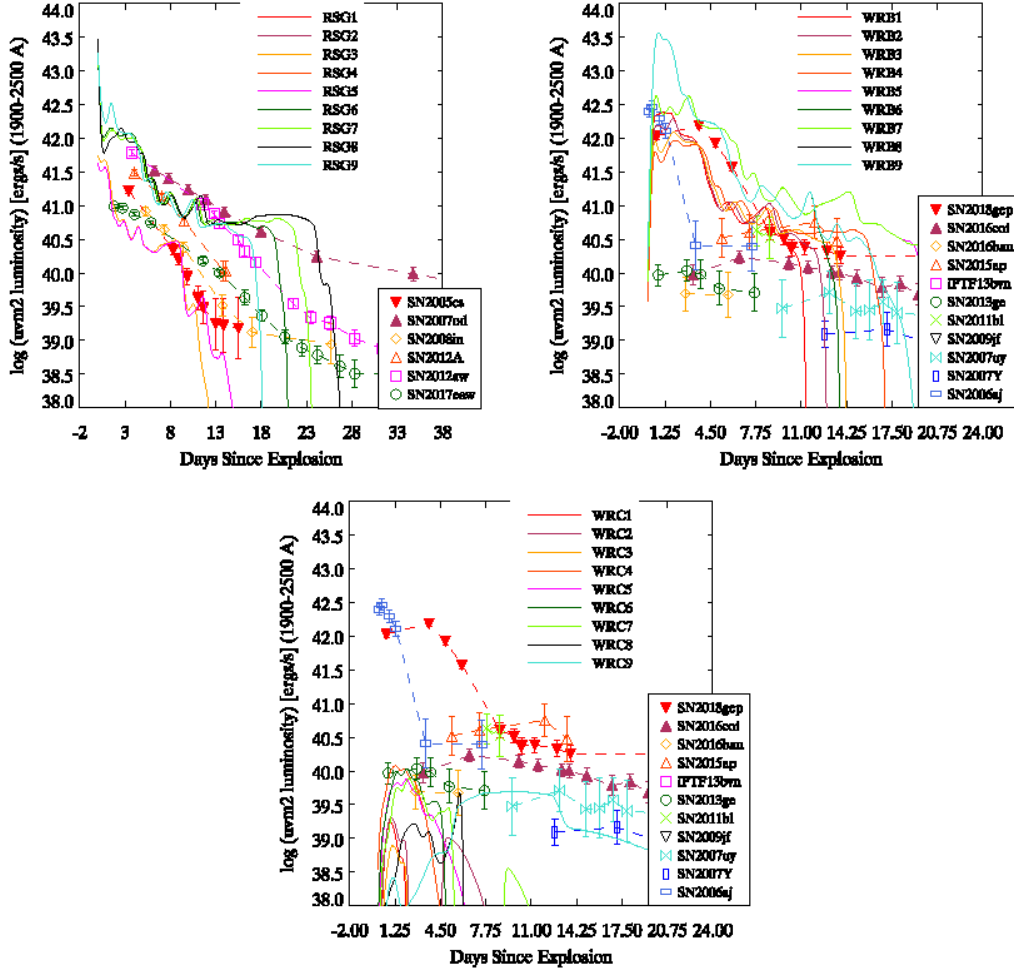 log (uvm2 luminosity) [ergs/s] (1900-2500 A)
44.0
43.5
43.0
42.5
42.0
41.5
41.0
40.5
40.0
39.5
39.0
38.5
38.0
RSG1
RSG2
RSG3
RSG4
RSG5
RSG6
RSG7
RSG8
RSG9
SN2005cs
SN2007od
SN2008in
SN2012A
SN2012aw
SN2017eaw
-2 3 8 13 18 23 28 33 38
Days Since Explosion
log (uvm2 luminosity) [ergs/s] (1900-2500 A)
44.0
43.5
43.0
42.5
42.0
41.5
41.0
40.5
40.0
39.5
39.0
38.5
38.0
WRB1
WRB2
WRB3
WRB4
WRB5
WRB6
WRB7
WRB8
WRB9
SN2018gep
SN2016coi
SN2016bau
SN2015ap
iPTF13bvn
SN2013ge
SN2011bl
SN2009jf
SN2007uy
SN2007Y
SN2006aj
-2.00 1.25 4.50 7.75 11.00 14.25 17.50 20.75 24.00
Days Since Explosion
log (uvm2 luminosity) [ergs/s] (1900-2500 A)
44.0
43.5
43.0
42.5
42.0
41.5
41.0
40.5
40.0
39.5
39.0
38.5
38.0
WRC1
WRC2
WRC3
WRC4
WRC5
WRC6
WRC7
WRC8
WRC9
SN2018gep
SN2016coi
SN2016bau
SN2015ap
iPTF13bvn
SN2013ge
SN2011bl
SN2009jf
SN2007uy
SN2007Y
SN2006aj
-2.00 1.25 4.50 7.75 11.00 14.25 17.50 20.75 24.00
Days Since Explosion